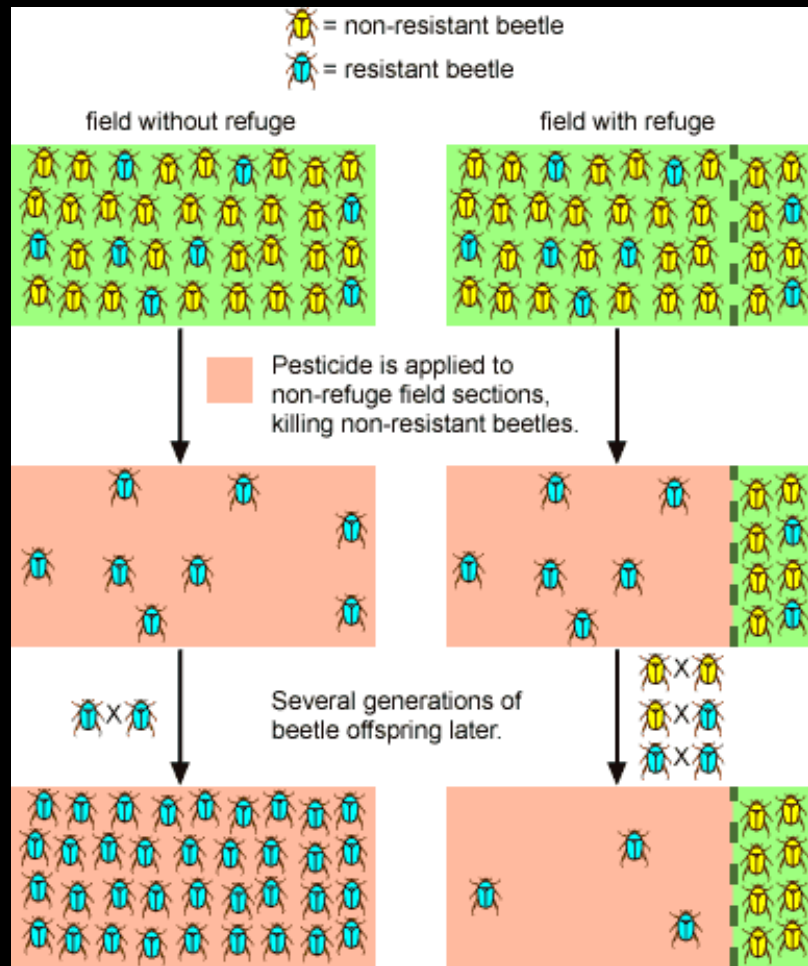 = non-resistant beetle
= resistant beetle
field without refuge
field with refuge
Pesticide is applied to
non-refuge field sections,
killing non-resistant beetles.
X
Several generations of
beetle offspring later.
X
X
X